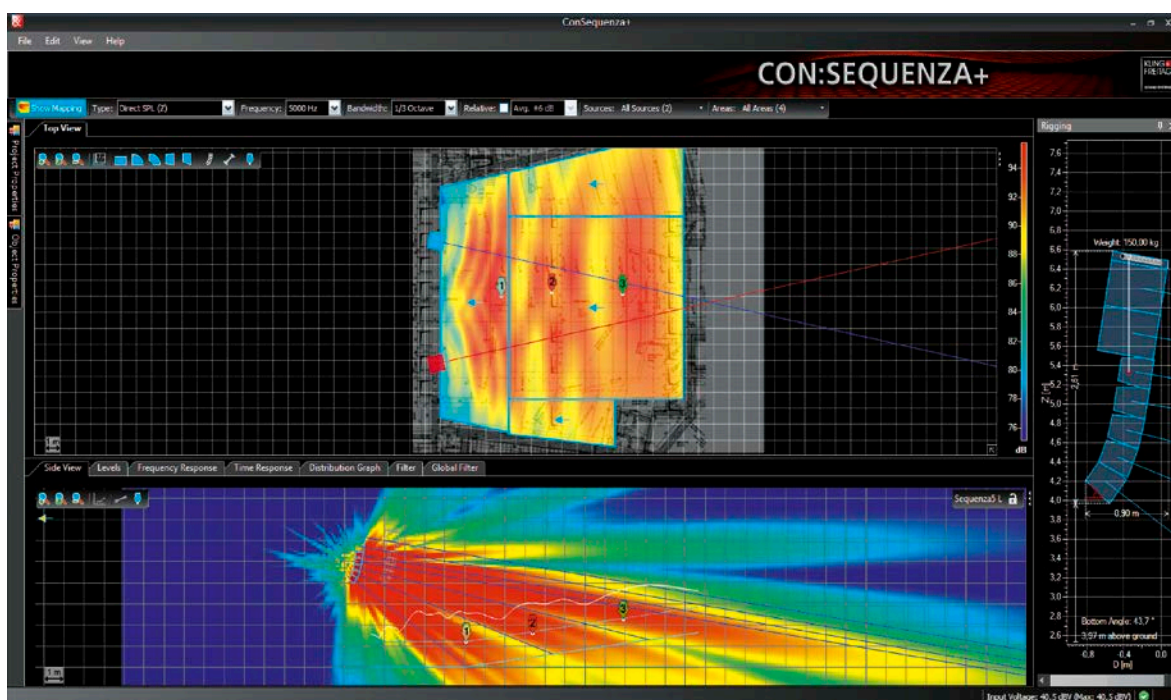 ConSequenza+
File Edit View Help
CON:SEQUENZA+
KLING
FREITAG
Show Mapping Type: Direct SPL (Z) Frequency: 5000 Hz Bandwidth: 1/3 Octave Relative: Avg. +6 dB Sources: All Sources (2) Areas: All Areas (4)
Top View
Rigging
Project Properties
Object Properties
94
92
90
88
86
84
82
80
78
76
dB
1 2 3
1 m
7,6
7,4
7,2
7,0
6,8
Weight: 150,00 kg
6,6
6,4
6,2
6,0
5,8
5,6
5,4
5,2
5,0
4,8
4,6
4,4
4,2
4,0
3,8
3,6
3,4
3,2
3,0
2,8
2,6
Z [m]
2,61 m
0,90 m
Bottom Angle: 43,7 °
3,97 m above ground
-0,8 -0,4 0,0
D [m]
Side View Levels Frequency Response Time Response Distribution Graph Filter Global Filter
Sequenza5 L
1 2 3
1 m
Input Voltage: 40.5 dBV (Max: 40.5 dBV)